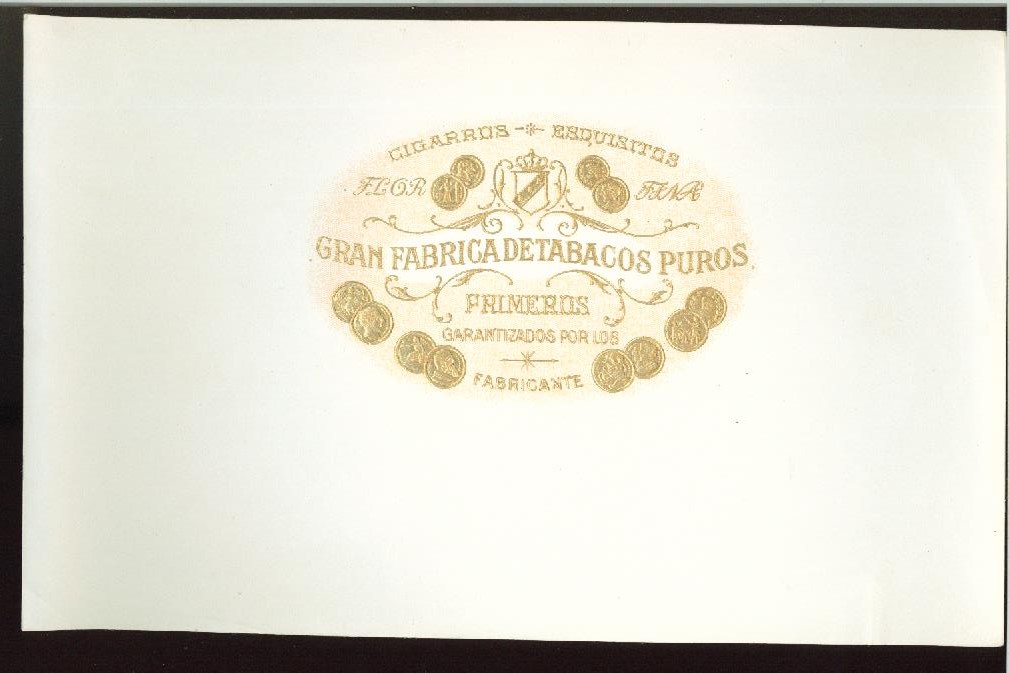 CIGARROS -*- ESQUISITOS
FLOR FINA
GRAN FABRICA DE TABACOS PUROS
PRIMEROS
GARANTIZADOS POR LOS
FABRICANTE